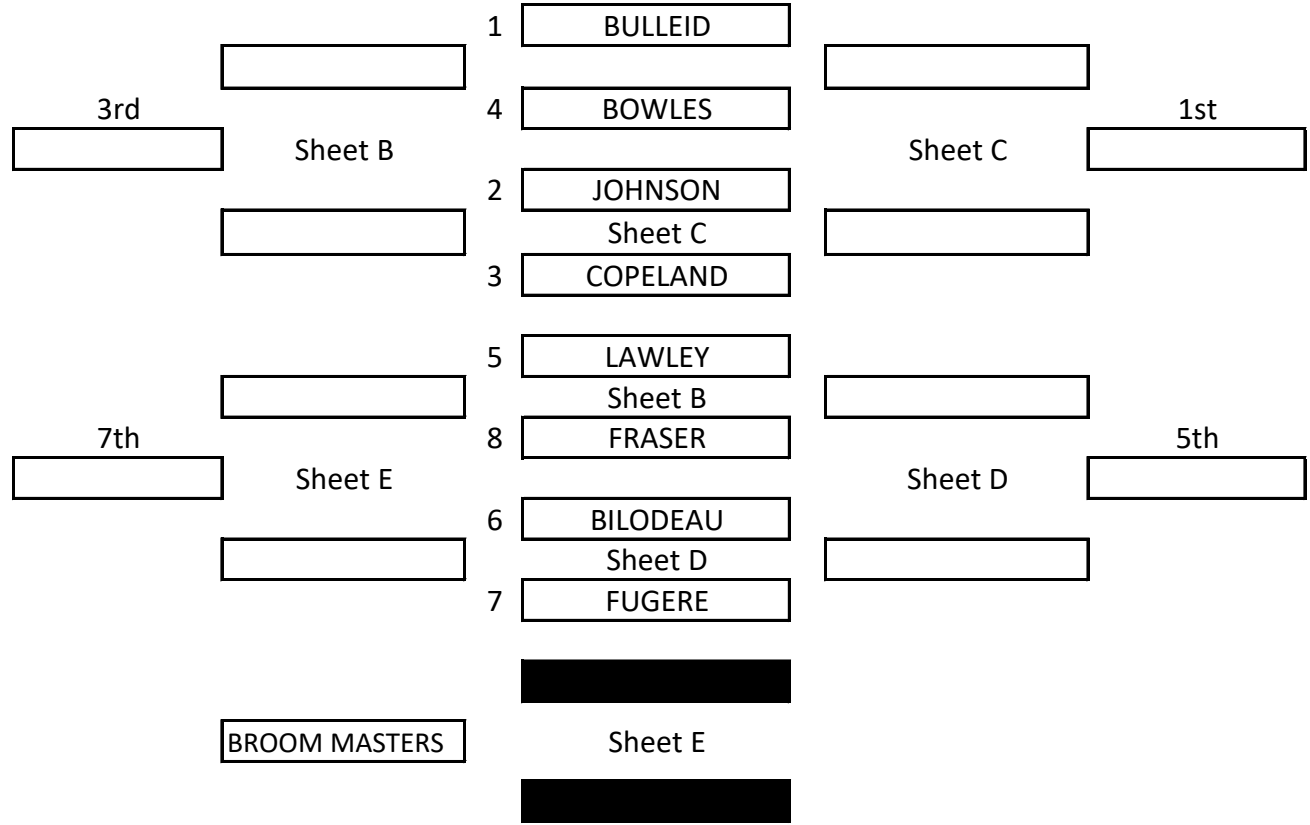 1 BULLEID
3rd 4 BOWLES 1st
Sheet B Sheet C
2 JOHNSON
Sheet C
3 COPELAND
5 LAWLEY
Sheet B
7th 8 FRASER 5th
Sheet E Sheet D
6 BILODEAU
Sheet D
7 FUGERE
BROOM MASTERS Sheet E